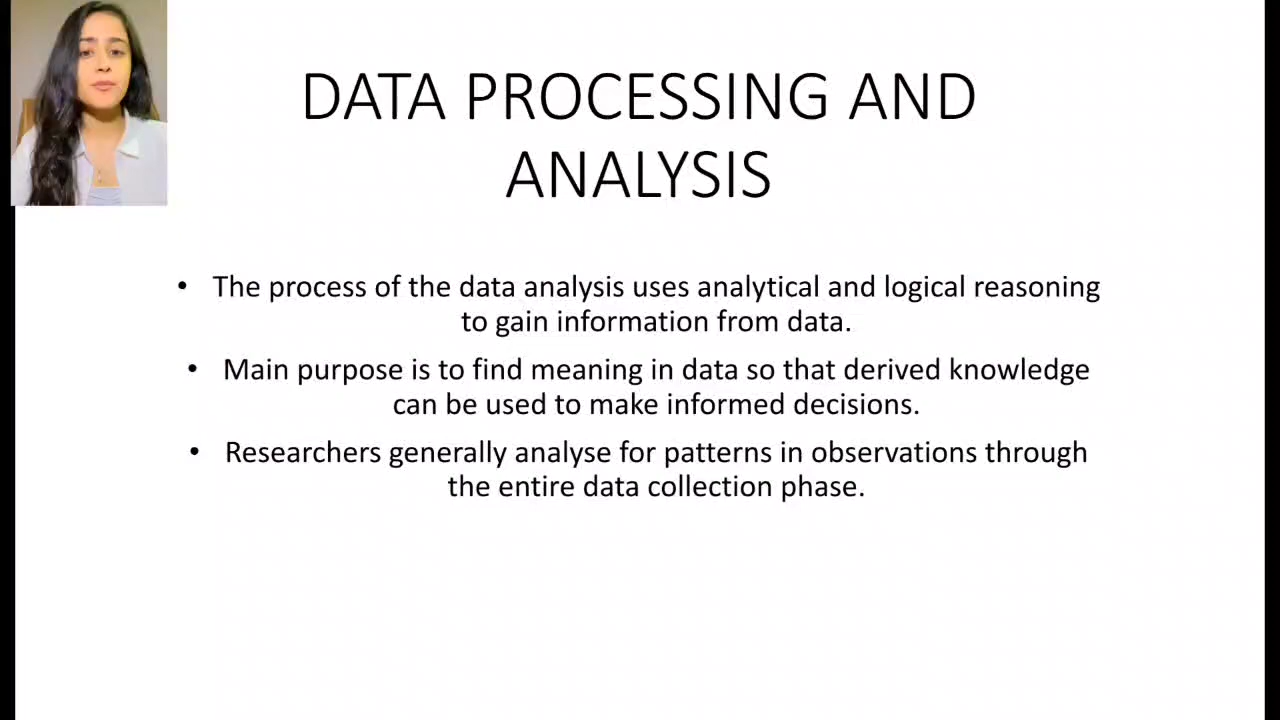 DATA PROCESSING AND
ANALYSIS
• The process of the data analysis uses analytical and logical reasoning
to gain information from data.
• Main purpose is to find meaning in data so that derived knowledge
can be used to make informed decisions.
• Researchers generally analyse for patterns in observations through
the entire data collection phase.